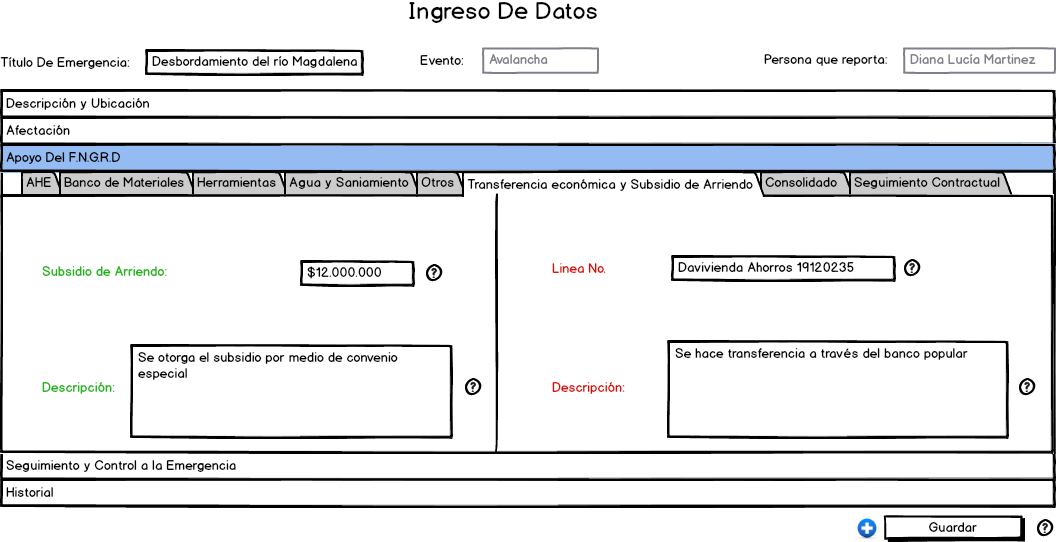 Ingreso De Datos
Título De Emergencia: Desbordamiento del río Magdalena Evento: Avalancha Persona que reporta: Diana Lucía Martinez
Descripción y Ubicación
Afectación
Apoyo Del F.N.G.R.D
AHE Banco de Materiales Herramientas Agua y Saniamiento Otros Transferencia económica y Subsidio de Arriendo Consolidado Seguimiento Contractual
Subsidio de Arriendo: $12.000.000 ? Linea No. Davivienda Ahorros 19120235 ?
Descripción: Se otorga el subsidio por medio de convenio
especial ?
Descripción: Se hace transferencia a través del banco popular ?
Seguimiento y Control a la Emergencia
Historial
Guardar ?